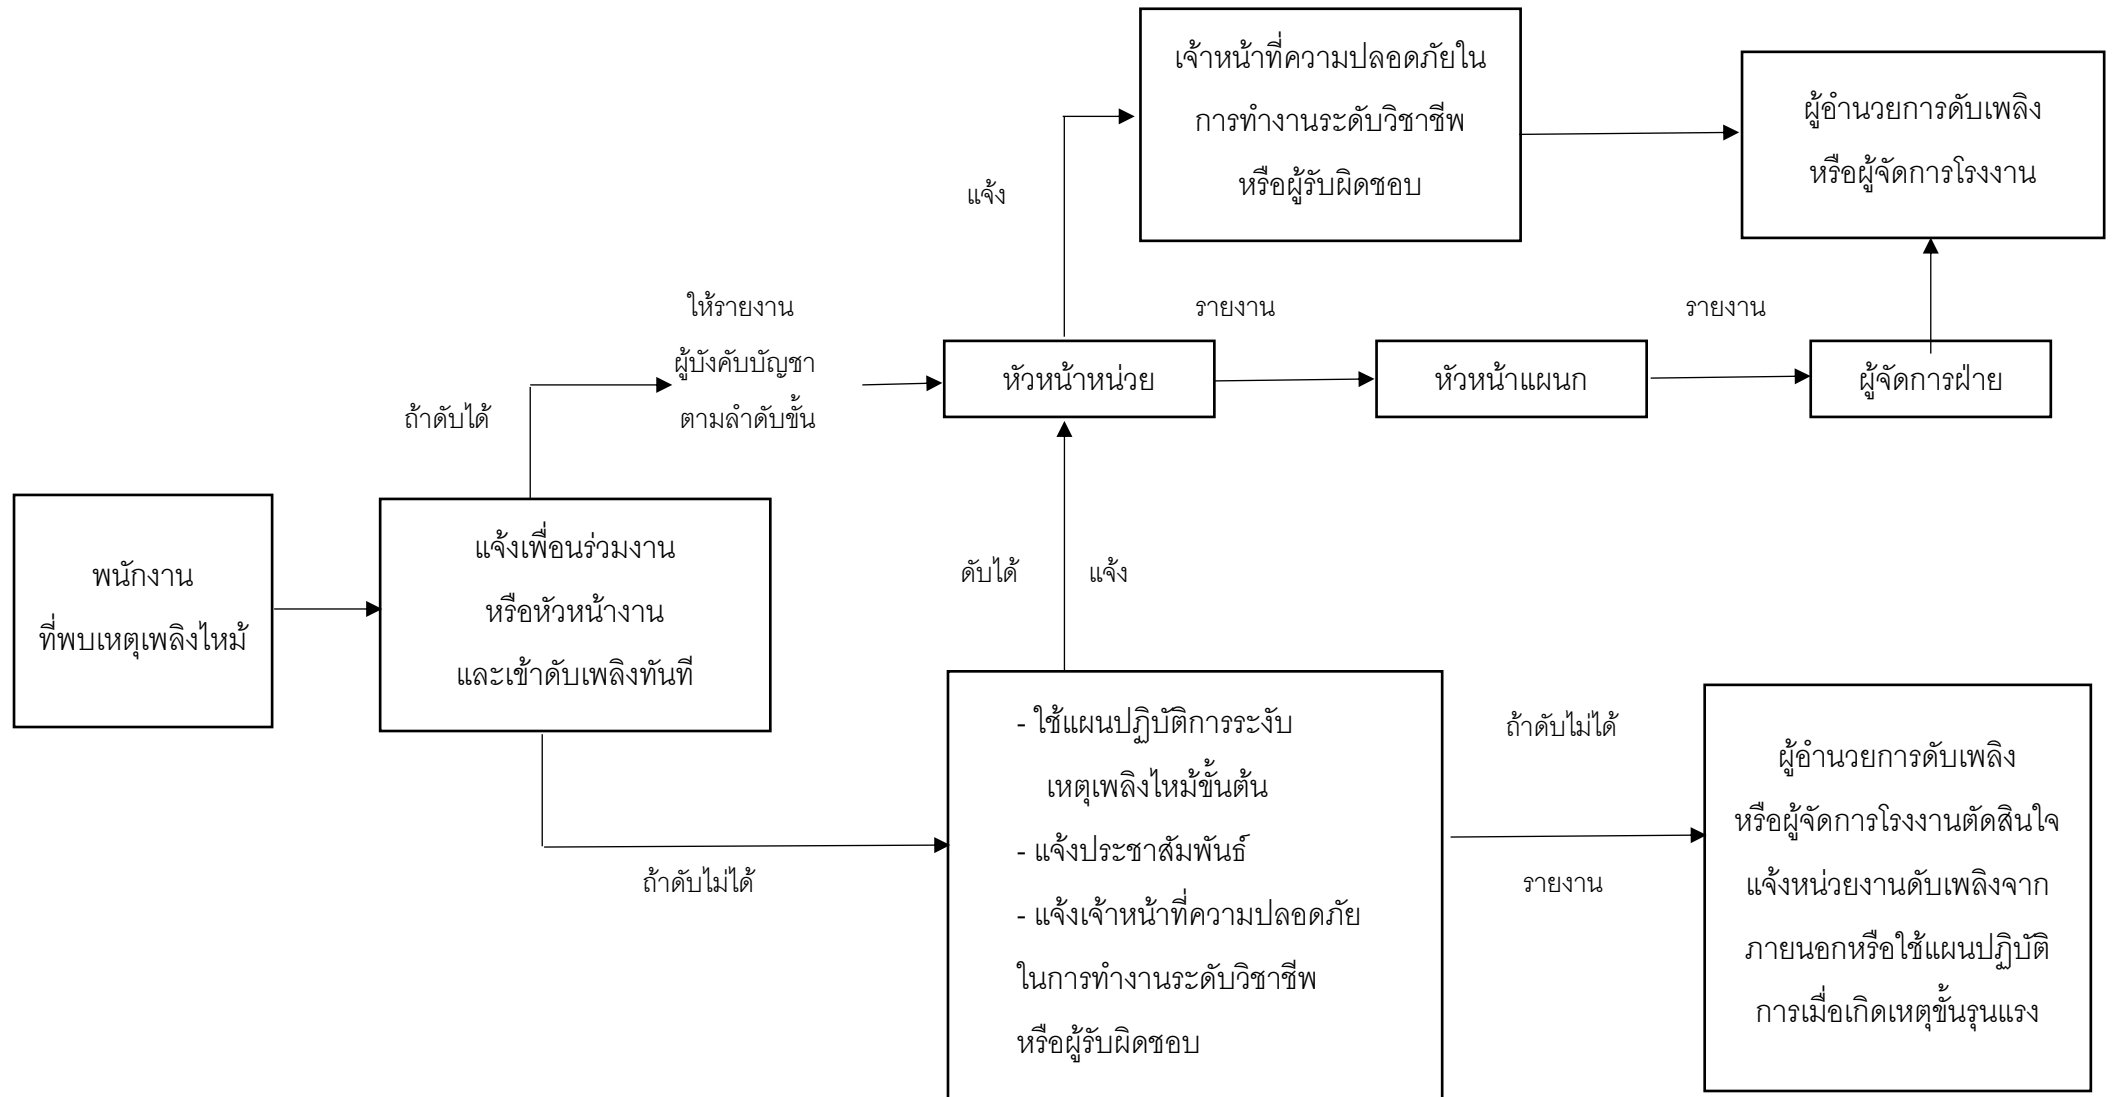 เจ้าหน้าที่ความปลอดภัยใน
การทำงานระดับวิชาชีพ
หรือผู้รับผิดชอบ
ผู้อำนวยการดับเพลิง
หรือผู้จัดการโรงงาน
แจ้ง
ให้รายงาน
ผู้บังคับบัญชา
ตามลำดับขั้น
รายงาน
รายงาน
หัวหน้าหน่วย
หัวหน้าแผนก
ผู้จัดการฝ่าย
ถ้าดับได้
พนักงาน
ที่พบเหตุเพลิงไหม้
แจ้งเพื่อนร่วมงาน
หรือหัวหน้างาน
และเข้าดับเพลิงทันที
ดับได้
แจ้ง
ถ้าดับไม่ได้
- ใช้แผนปฏิบัติการระงับ
เหตุเพลิงไหม้ขั้นต้น
- แจ้งประชาสัมพันธ์
- แจ้งเจ้าหน้าที่ความปลอดภัย
ในการทำงานระดับวิชาชีพ
หรือผู้รับผิดชอบ
ถ้าดับไม่ได้
รายงาน
ผู้อำนวยการดับเพลิง
หรือผู้จัดการโรงงานตัดสินใจ
แจ้งหน่วยงานดับเพลิงจาก
ภายนอกหรือใช้แผนปฏิบัติ
การเมื่อเกิดเหตุขั้นรุนแรง